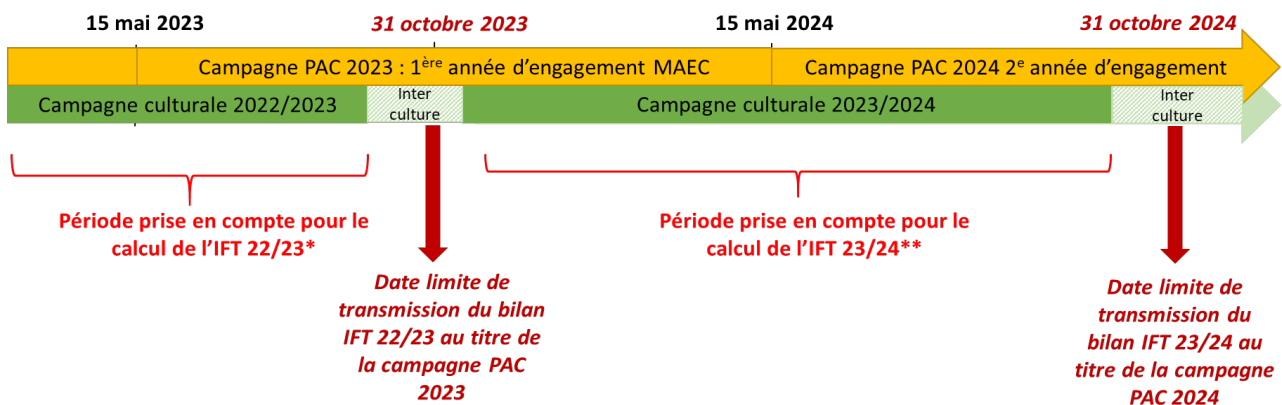 15 mai 2023
31 octobre 2023
15 mai 2024
31 octobre 2024
Campagne PAC 2023 : 1ère année d'engagement MAEC
Campagne PAC 2024 2e année d'engagement
Campagne culturale 2022/2023
Inter
culture
Campagne culturale 2023/2024
Inter
culture
Période prise en compte pour le
calcul de l'IFT 22/23*
Période prise en compte pour le
calcul de l'IFT 23/24**
Date limite de
transmission du bilan
IFT 22/23 au titre de
la campagne PAC
2023
Date limite de
transmission du
bilan IFT 23/24 au
titre de la campagne
PAC 2024